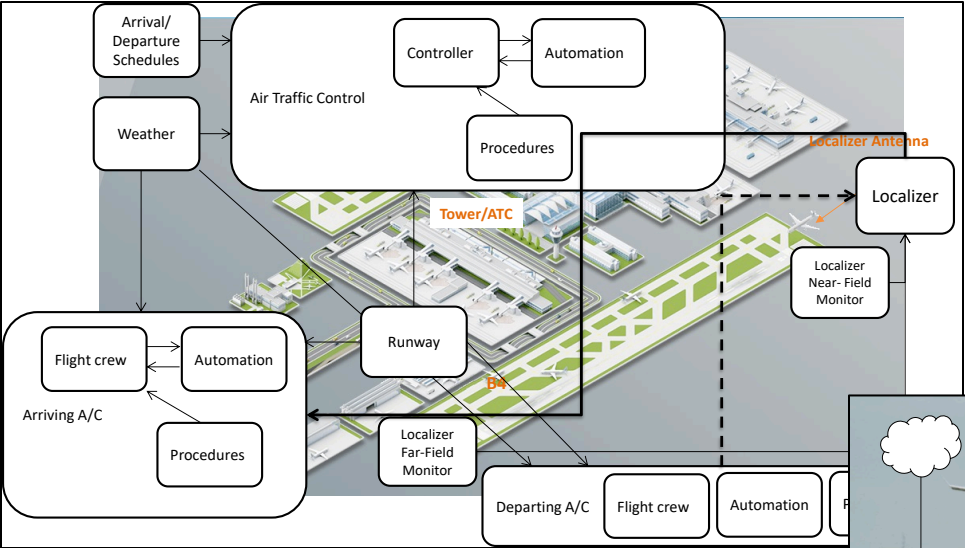 Arrival/
Departure
Schedules
Controller
Automation
Air Traffic Control
Weather
Procedures
Localizer Antenna
Localizer
Tower/ATC
Localizer
Near- Field
Monitor
Flight crew
Automation
Runway
B4
Arriving A/C
Procedures
Localizer
Far-Field
Monitor
Departing A/C
Flight crew
Automation